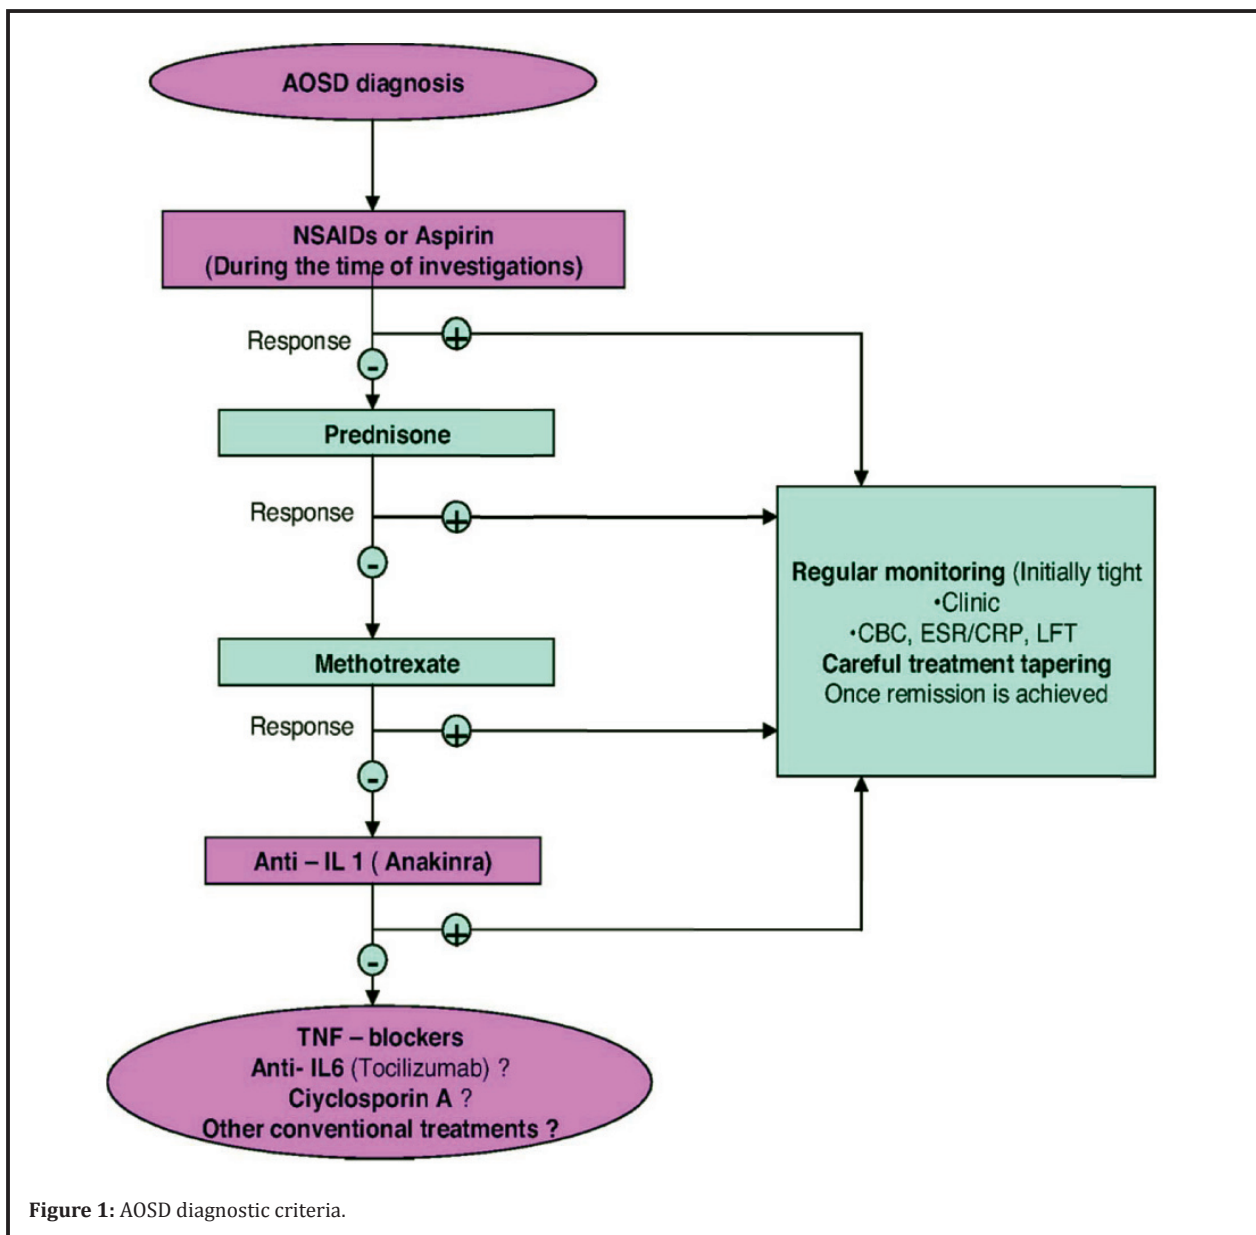 AOSD diagnosis
NSAIDs or Aspirin
(During the time of investigations)
Response
+
-
Prednisone
Response
+
-
Methotrexate
Response
+
-
Anti – IL 1 ( Anakinra)
+
-
TNF – blockers
Anti- IL6 (Tocilizumab) ?
Ciyclosporin A ?
Other conventional treatments ?
Regular monitoring (Initially tight
•Clinic
•CBC, ESR/CRP, LFT
Careful treatment tapering
Once remission is achieved
Figure 1: AOSD diagnostic criteria.